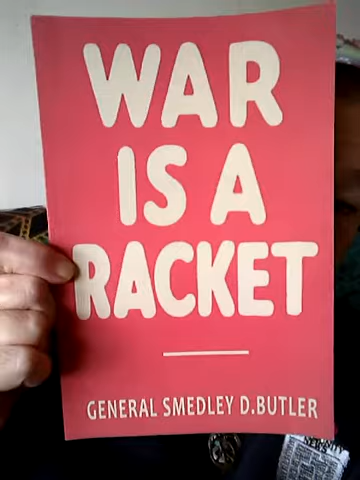 WAR
IS A
RACKET
GENERAL SMEDLEY D.BUTLER